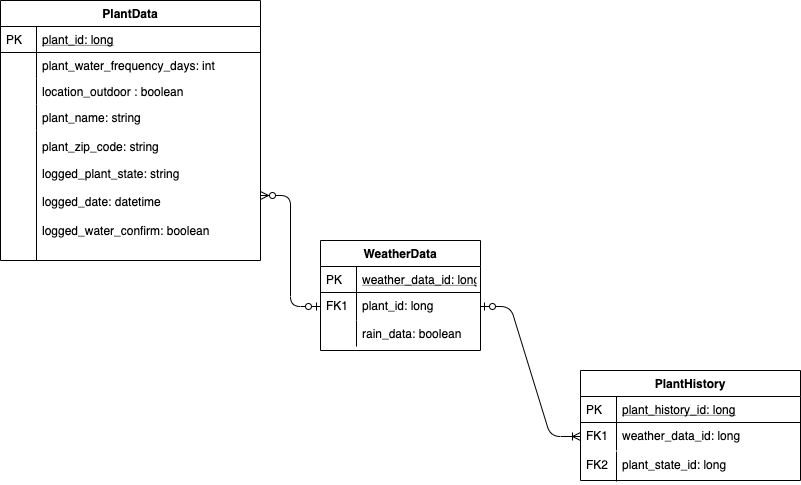 PlantData
PK plant_id: long
plant_water_frequency_days: int
location_outdoor : boolean
plant_name: string
plant_zip_code: string
logged_plant_state: string
logged_date: datetime
logged_water_confirm: boolean
WeatherData
PK weather_data_id: long
FK1 plant_id: long
rain_data: boolean
PlantHistory
PK plant_history_id: long
FK1 weather_data_id: long
FK2 plant_state_id: long